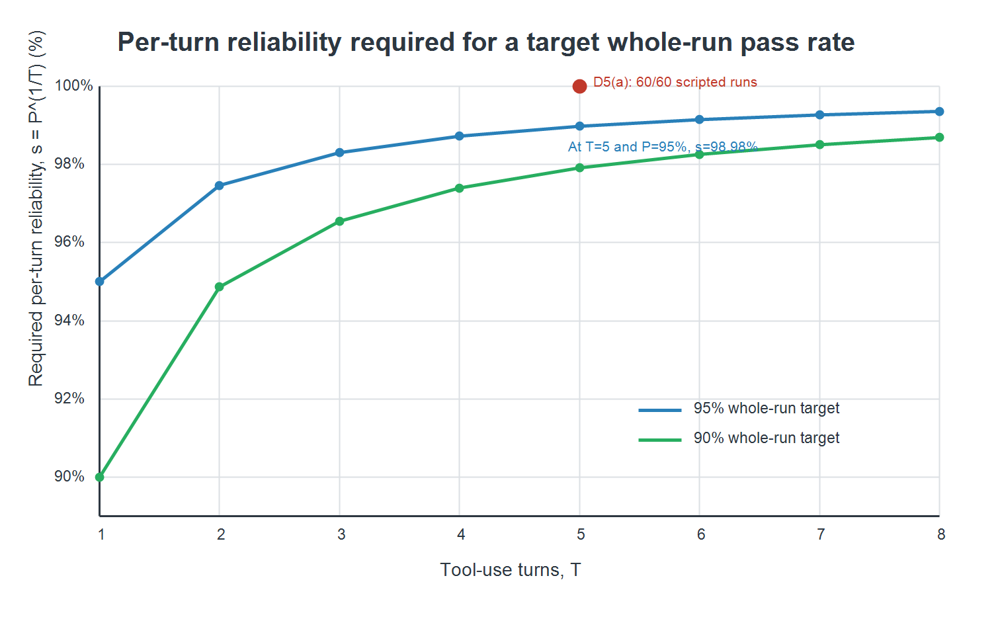 Per-turn reliability required for a target whole-run pass rate
Required per-turn reliability, s = P^(1/T) (%)
100%
98%
96%
94%
92%
90%
D5(a): 60/60 scripted runs
At T=5 and P=95%, s=98.98%
95% whole-run target
90% whole-run target
1 2 3 4 5 6 7 8
Tool-use turns, T